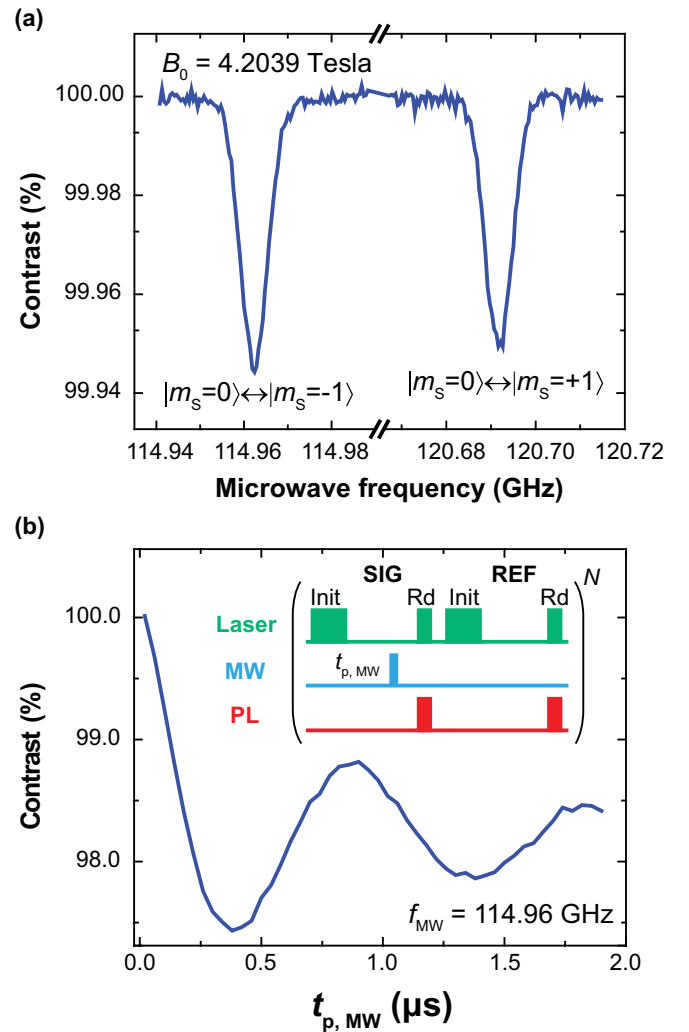 (a)
B₀ = 4.2039 Tesla
100.00
99.98
99.96
99.94
Contrast (%)
|mₛ=0⟩↔|mₛ=-1⟩
|mₛ=0⟩↔|mₛ=+1⟩
114.94 114.96 114.98 120.68 120.70 120.72
Microwave frequency (GHz)
(b)
SIG REF N
Init Rd Init Rd
Laser
MW
t p, MW
PL
100.0
99.0
98.0
Contrast (%)
f MW = 114.96 GHz
0.0 0.5 1.0 1.5 2.0
t p, MW (μs)